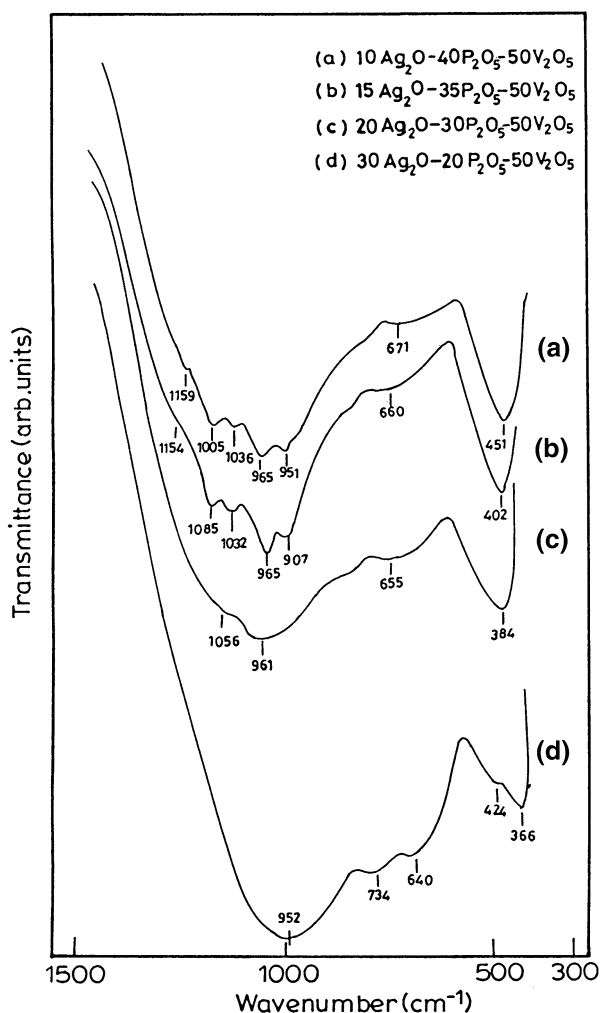 (a) 10 Ag₂O-40P₂O₅-50V₂O₅
(b) 15 Ag₂O-35P₂O₅-50V₂O₅
(c) 20 Ag₂O-30P₂O₅-50V₂O₅
(d) 30 Ag₂O-20 P₂O₅-50V₂O₅
Transmittance (arb.units)
(a)
1159
1005
1036
965
951
671
451
(b)
1154
1085
1032
965
907
660
402
(c)
1056
961
655
384
(d)
952
734
640
424
366
1500 1000 500 300
Wavenumber (cm⁻¹)